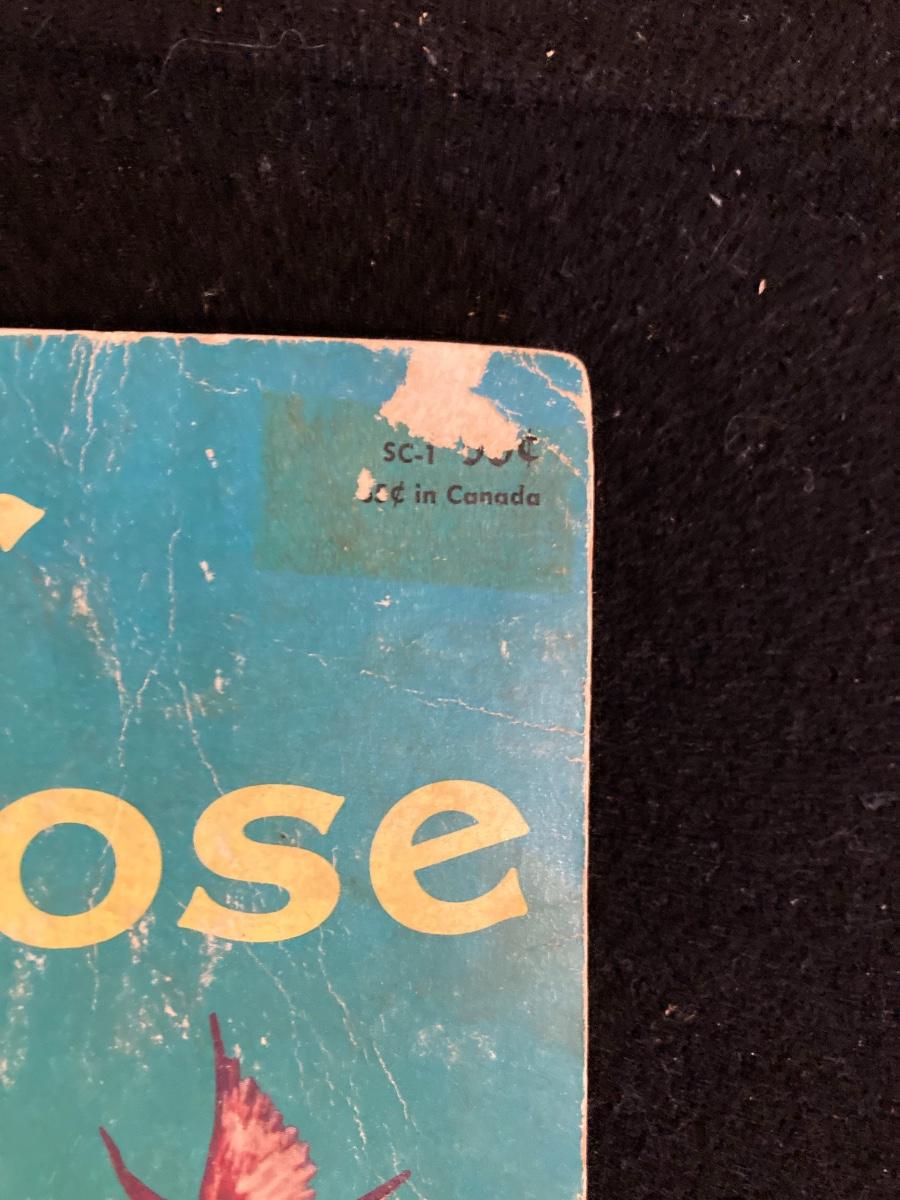 SC-1
¢ in Canada
ose